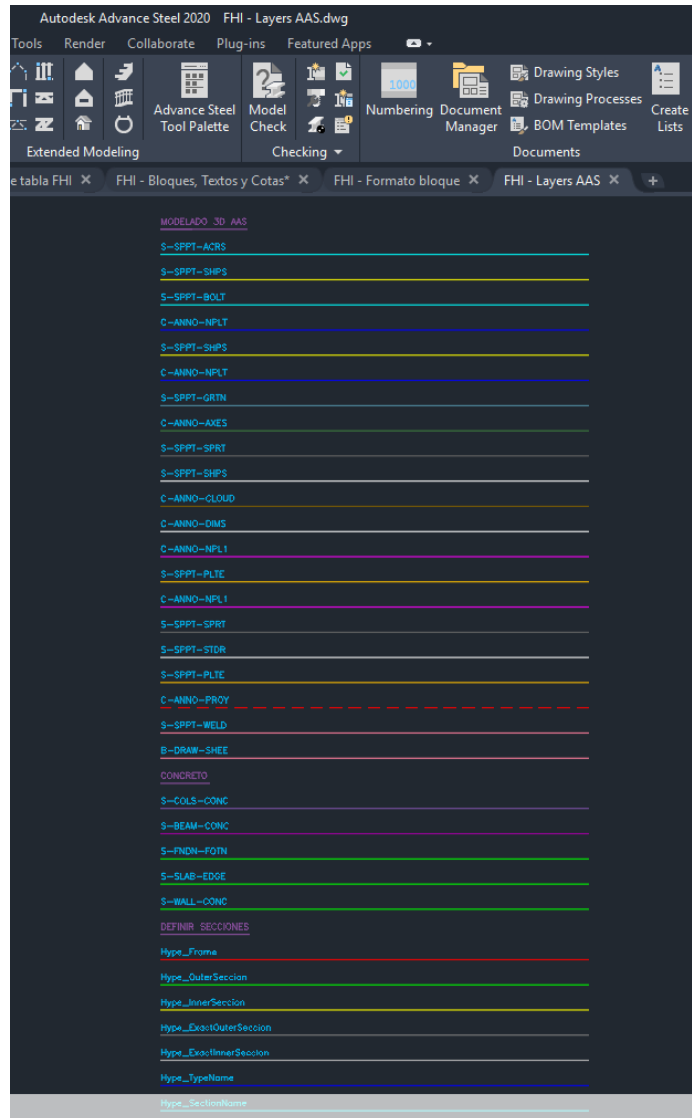 Autodesk Advance Steel 2020 FHI - Layers AAS.dwg
Tools Render Collaborate Plug-ins Featured Apps
Advance Steel
Tool Palette
Model
Check
1000
Numbering
Document
Manager
Drawing Styles
Drawing Processes
BOM Templates
Create
Lists
Extended Modeling Checking Documents
e tabla FHI FHI - Bloques, Textos y Cotas* FHI - Formato bloque FHI - Layers AAS
MODELADO 3D AAS
S-SPPT-ACRS
S-SPPT-SHPS
S-SPPT-BOLT
C-ANNO-NPLT
S-SPPT-SHPS
C-ANNO-NPLT
S-SPPT-GRTN
C-ANNO-AXES
S-SPPT-SPRT
S-SPPT-SHPS
C-ANNO-CLOUD
C-ANNO-DIMS
C-ANNO-NPL1
S-SPPT-PLTE
C-ANNO-NPL1
S-SPPT-SPRT
S-SPPT-STDR
S-SPPT-PLTE
C-ANNO-PROY
S-SPPT-WELD
B-DRAW-SHEE
CONCRETO
S-COLS-CONC
S-BEAM-CONC
S-FNDN-FOTN
S-SLAB-EDGE
S-WALL-CONC
DEFINIR SECCIONES
Hype_Frame
Hype_OuterSeccion
Hype_InnerSeccion
Hype_ExactOuterSeccion
Hype_ExactInnerSeccion
Hype_TypeName
Hype_SectionName